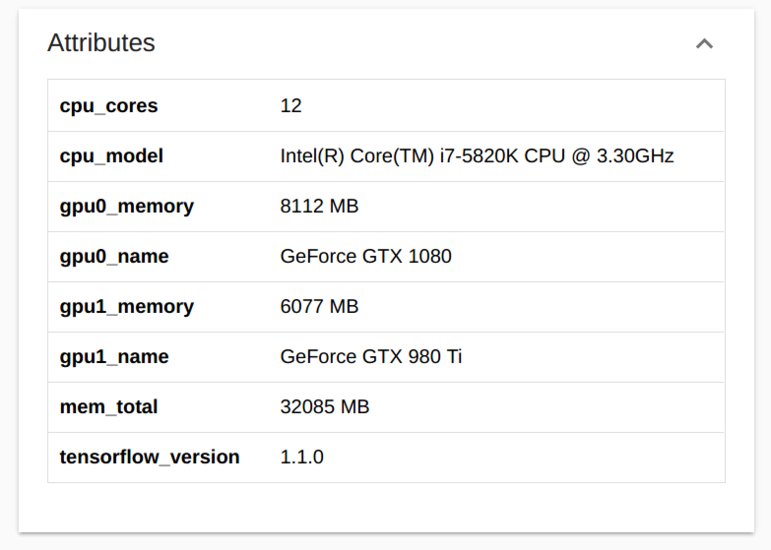 Attributes
cpu_cores 12
cpu_model Intel(R) Core(TM) i7-5820K CPU @ 3.30GHz
gpu0_memory 8112 MB
gpu0_name GeForce GTX 1080
gpu1_memory 6077 MB
gpu1_name GeForce GTX 980 Ti
mem_total 32085 MB
tensorflow_version 1.1.0